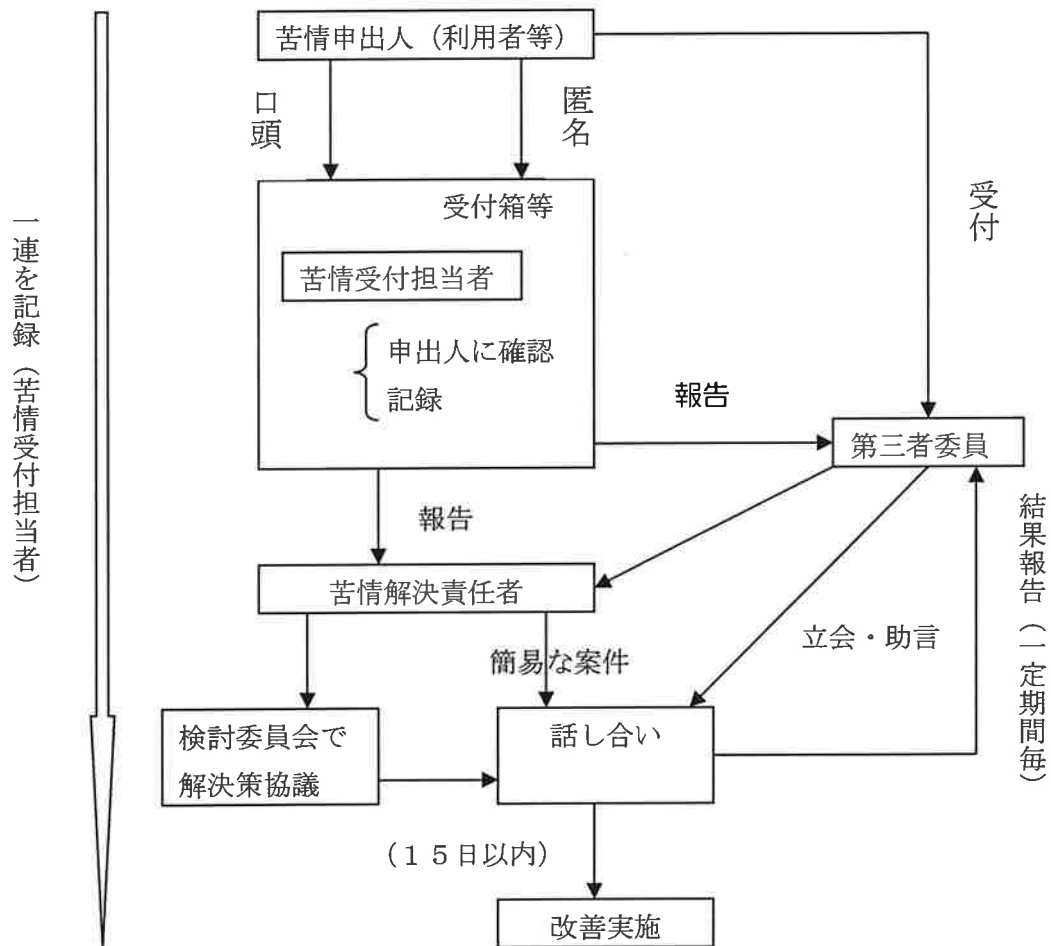 苦情申出人（利用者等）
口頭
匿名
受付
受付箱等
苦情受付担当者
申出人に確認
記録
一連を記録（苦情受付担当者）
報告
第三者委員
報告
苦情解決責任者
結果報告（一定期間毎）
立会・助言
簡易な案件
検討委員会で
解決策協議
話し合い
（１５日以内）
改善実施